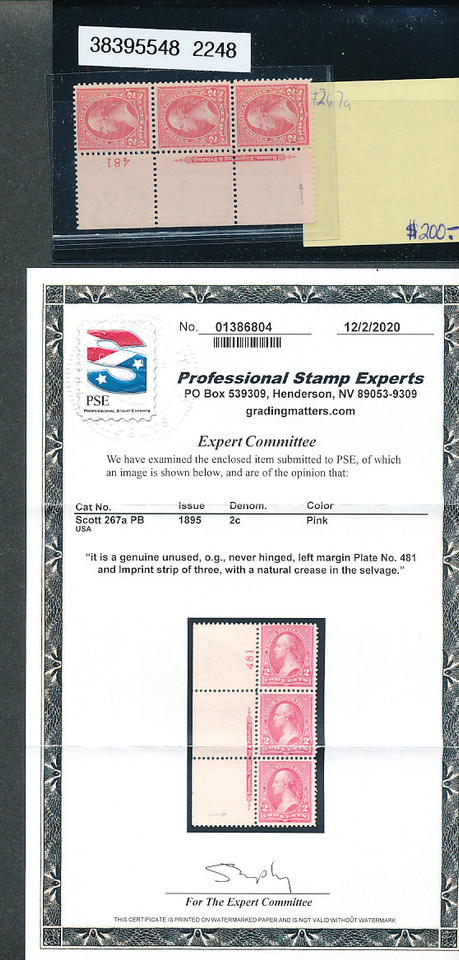 38395548 2248
#267a
$200.-
481
PSE
PROFESSIONAL STAMP EXPERTS
No. 01386804 12/2/2020
Professional Stamp Experts
PO Box 539309, Henderson, NV 89053-9309
gradingmatters.com
Expert Committee
We have examined the enclosed item submitted to PSE, of which
an image is shown below, and are of the opinion that:
Cat No. Issue Denom. Color
Scott 267a PB 1895 2c Pink
USA
"it is a genuine unused, o.g., never hinged, left margin Plate No. 481
and Imprint strip of three, with a natural crease in the selvage."
481
For The Expert Committee
THIS CERTIFICATE IS PRINTED ON WATERMARKED PAPER AND IS NOT VALID WITHOUT WATERMARK